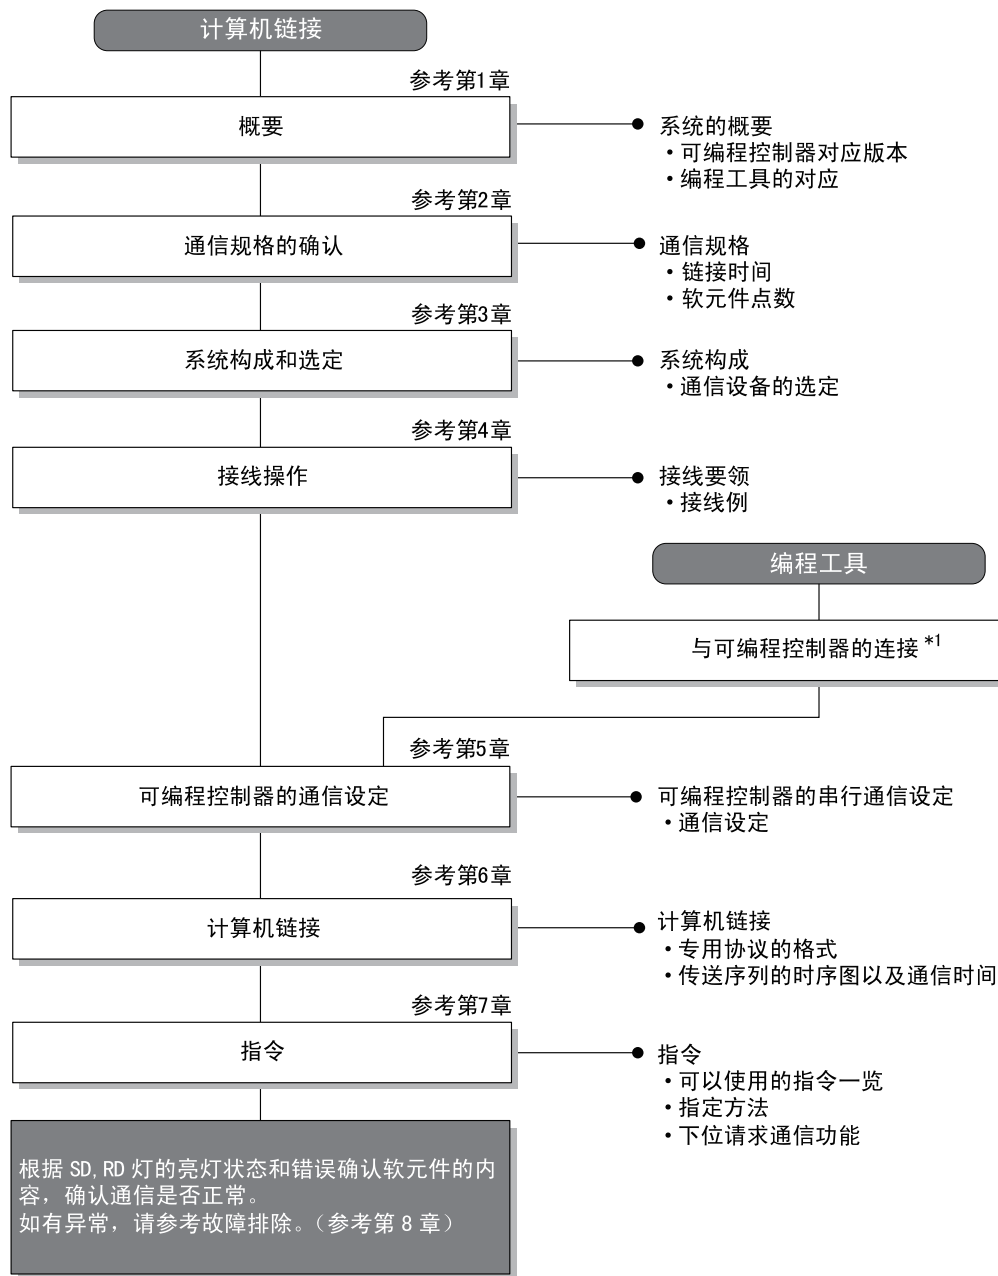 计算机链接
参考第1章
概要
系统的概要
・可编程控制器对应版本
・编程工具的对应
参考第2章
通信规格的确认
通信规格
・链接时间
・软元件点数
参考第3章
系统构成和选定
系统构成
・通信设备的选定
参考第4章
接线操作
接线要领
・接线例
编程工具
与可编程控制器的连接 *1
参考第5章
可编程控制器的通信设定
可编程控制器的串行通信设定
・通信设定
参考第6章
计算机链接
计算机链接
・专用协议的格式
・传送序列的时序图以及通信时间
参考第7章
指令
指令
・可以使用的指令一览
・指定方法
・下位请求通信功能
根据 SD,RD 灯的亮灯状态和错误确认软元件的内
容，确认通信是否正常。
如有异常，请参考故障排除。（参考第 8 章）